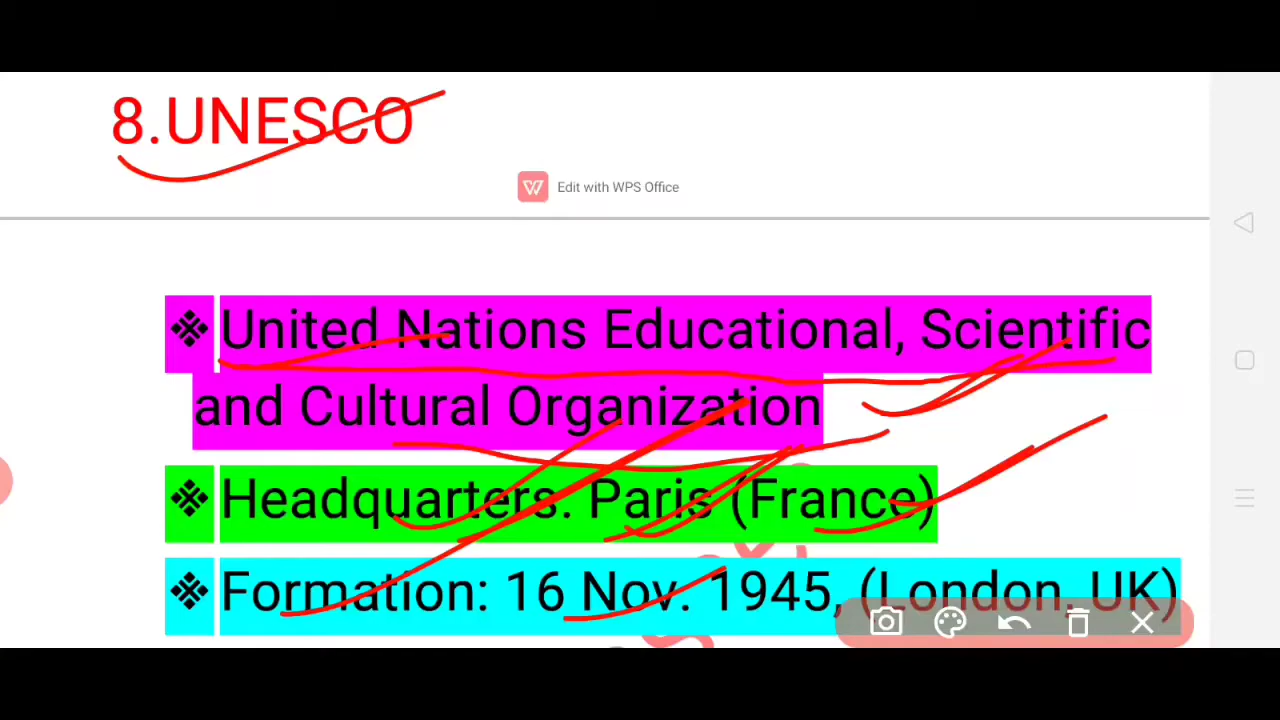 8.UNESCO
Edit with WPS Office
❖ United Nations Educational, Scientific
and Cultural Organization
❖ Headquarters: Paris (France)
❖ Formation: 16 Nov. 1945, (London, UK)